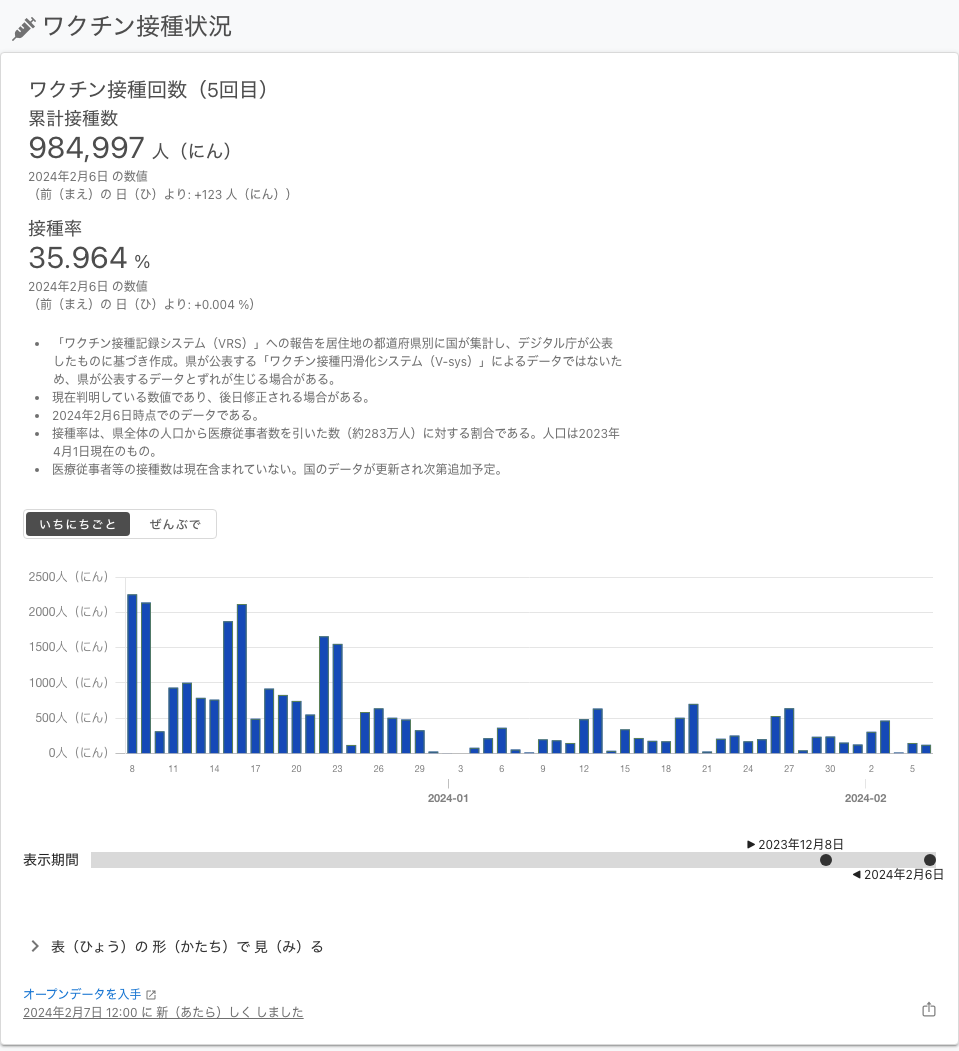 ワクチン接種状況
ワクチン接種回数（5回目）
累計接種数
984,997 人（にん）
2024年2月6日 の数値
（前（まえ）の 日（ひ）より: +123 人（にん））
接種率
35.964 %
2024年2月6日 の数値
（前（まえ）の 日（ひ）より: +0.004 %）
• 「ワクチン接種記録システム（VRS）」への報告を居住地の都道府県別に国が集計し、デジタル庁が公表
したものに基づき作成。県が公表する「ワクチン接種円滑化システム（V-sys）」によるデータではないた
め、県が公表するデータとずれが生じる場合がある。
• 現在判明している数値であり、後日修正される場合がある。
• 2024年2月6日時点でのデータである。
• 接種率は、県全体の人口から医療従事者数を引いた数（約283万人）に対する割合である。人口は2023年
4月1日現在のもの。
• 医療従事者等の接種数は現在含まれていない。国のデータが更新され次第追加予定。
いちにちごと ぜんぶで
2500人（にん）
2000人（にん）
1500人（にん）
1000人（にん）
500人（にん）
0人（にん）
8 11 14 17 20 23 26 29 3 6 9 12 15 18 21 24 27 30 2 5
2024-01 2024-02
▶ 2023年12月8日
表示期間
◀ 2024年2月6日
表（ひょう）の 形（かたち）で 見（み）る
オープンデータを入手
2024年2月7日 12:00 に 新（あたら）しく しました